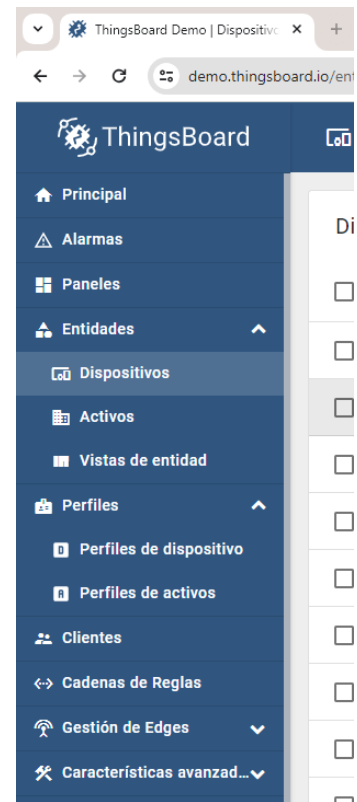 ThingsBoard Demo | Dispositivo
demo.thingsboard.io/ent
ThingsBoard
Di
Principal
Alarmas
Paneles
Entidades
Dispositivos
Activos
Vistas de entidad
Perfiles
D Perfiles de dispositivo
A Perfiles de activos
Clientes
Cadenas de Reglas
Gestión de Edges
Características avanzad...